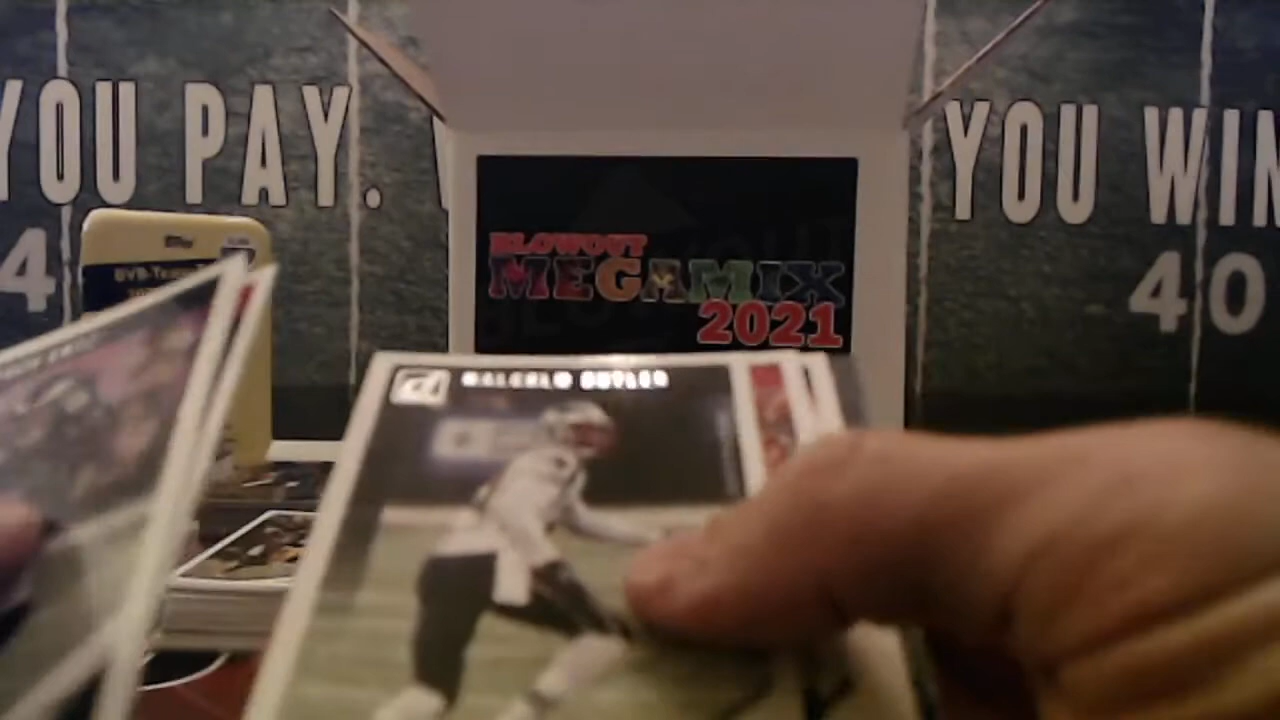 YOU PAY.
YOU WIN
4
40
BLOWOUT
MEGAMIX
2021
MALCOLM BUTLER